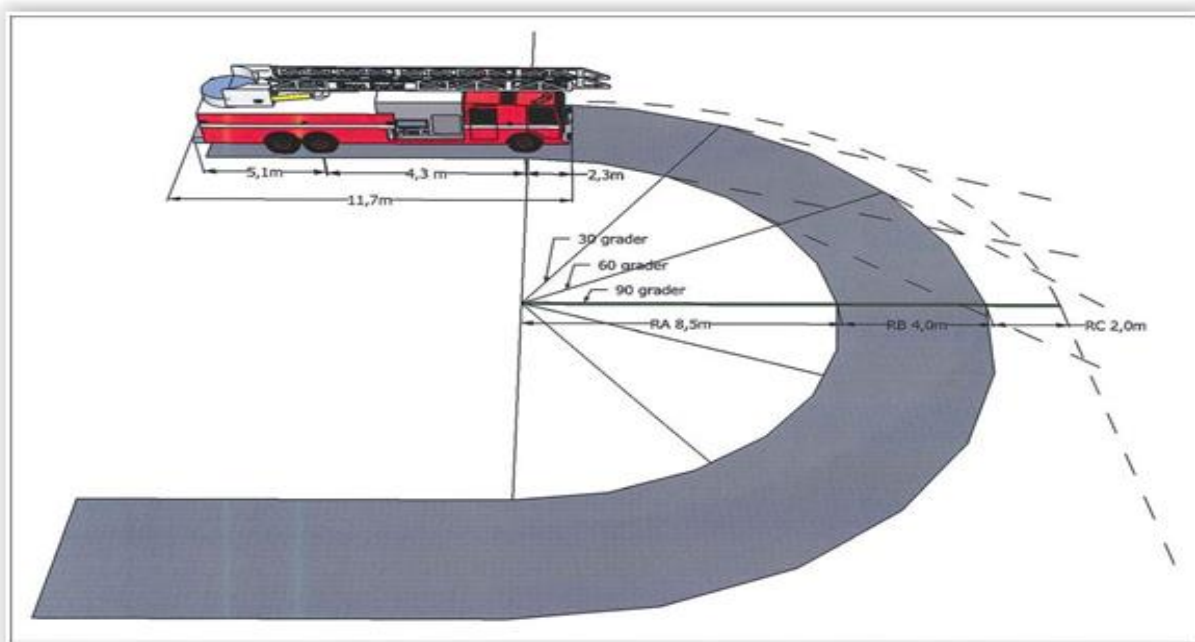 5,1m
4,3 m
2,3m
11,7m
30 grader
60 grader
90 grader
RA 8,5m
RB 4,0m
RC 2,0m